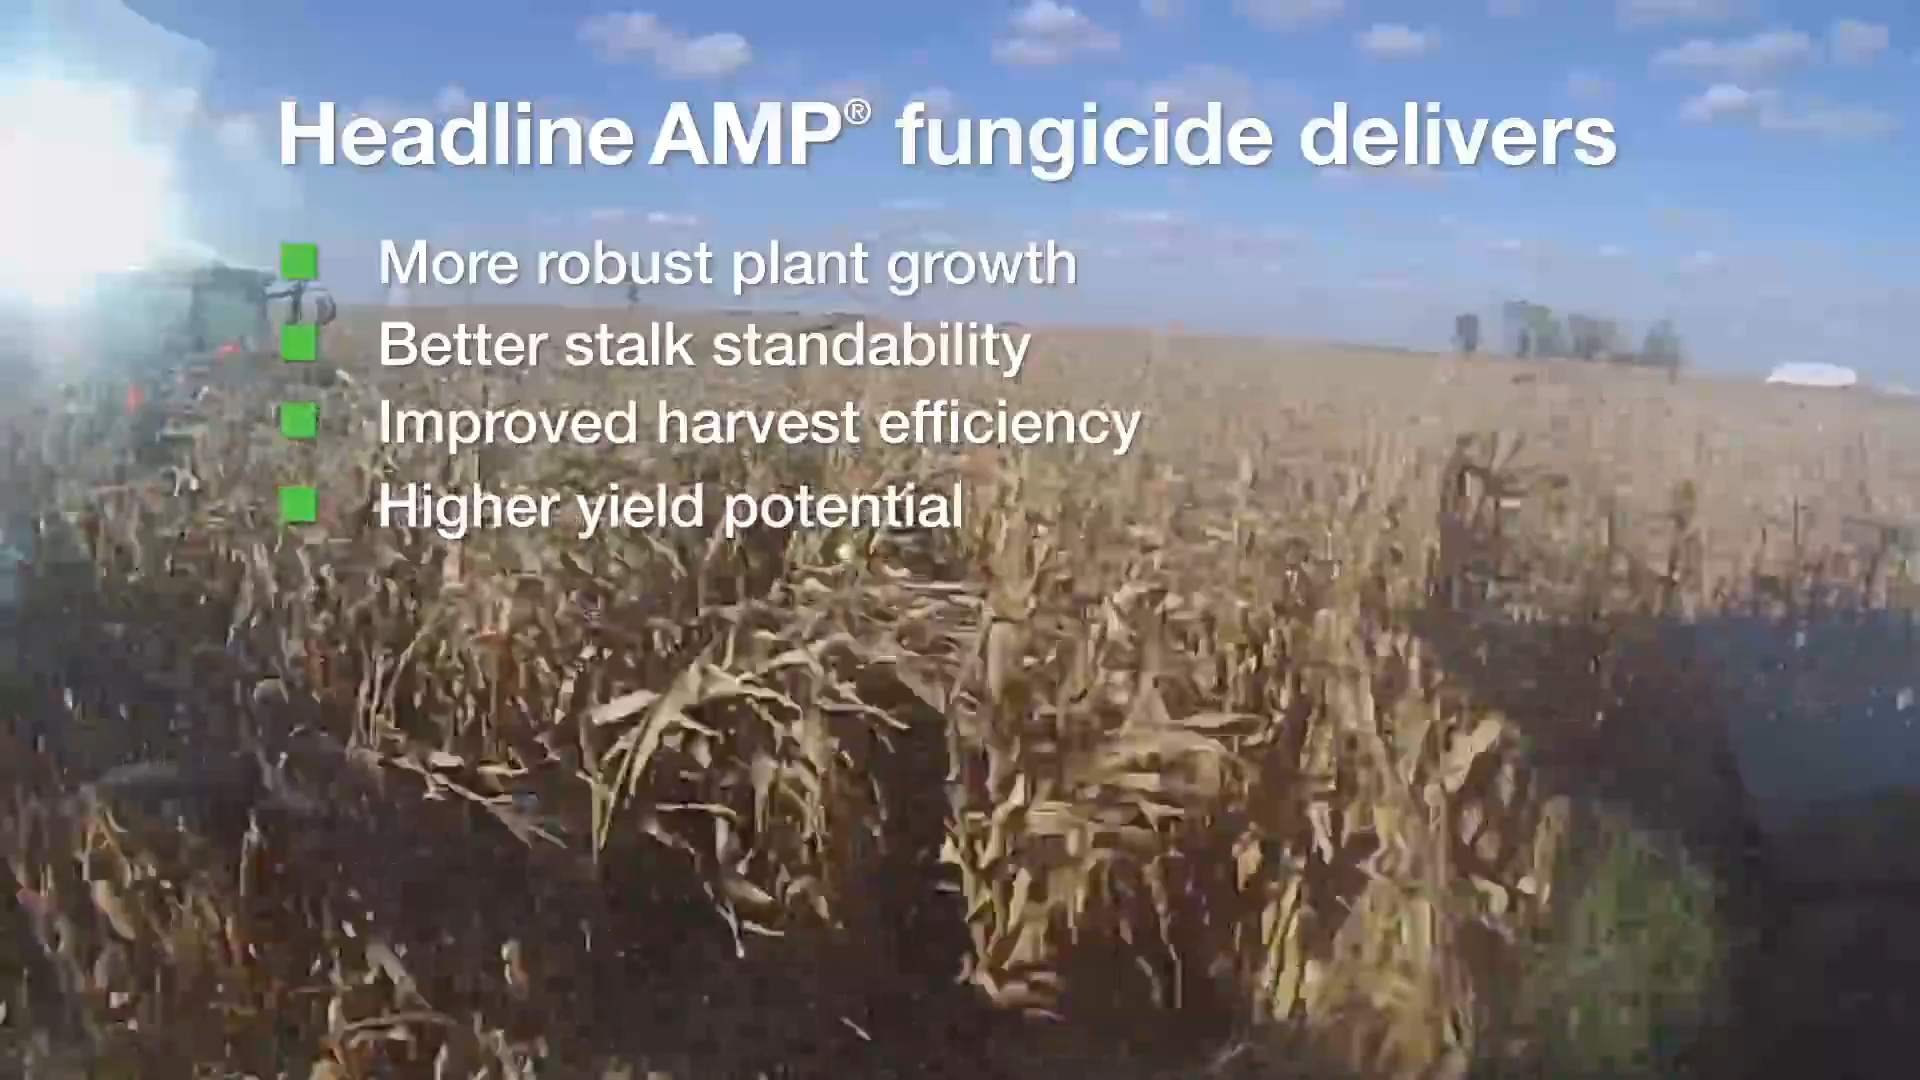 Headline AMP® fungicide delivers
More robust plant growth
Better stalk standability
Improved harvest efficiency
Higher yield potential